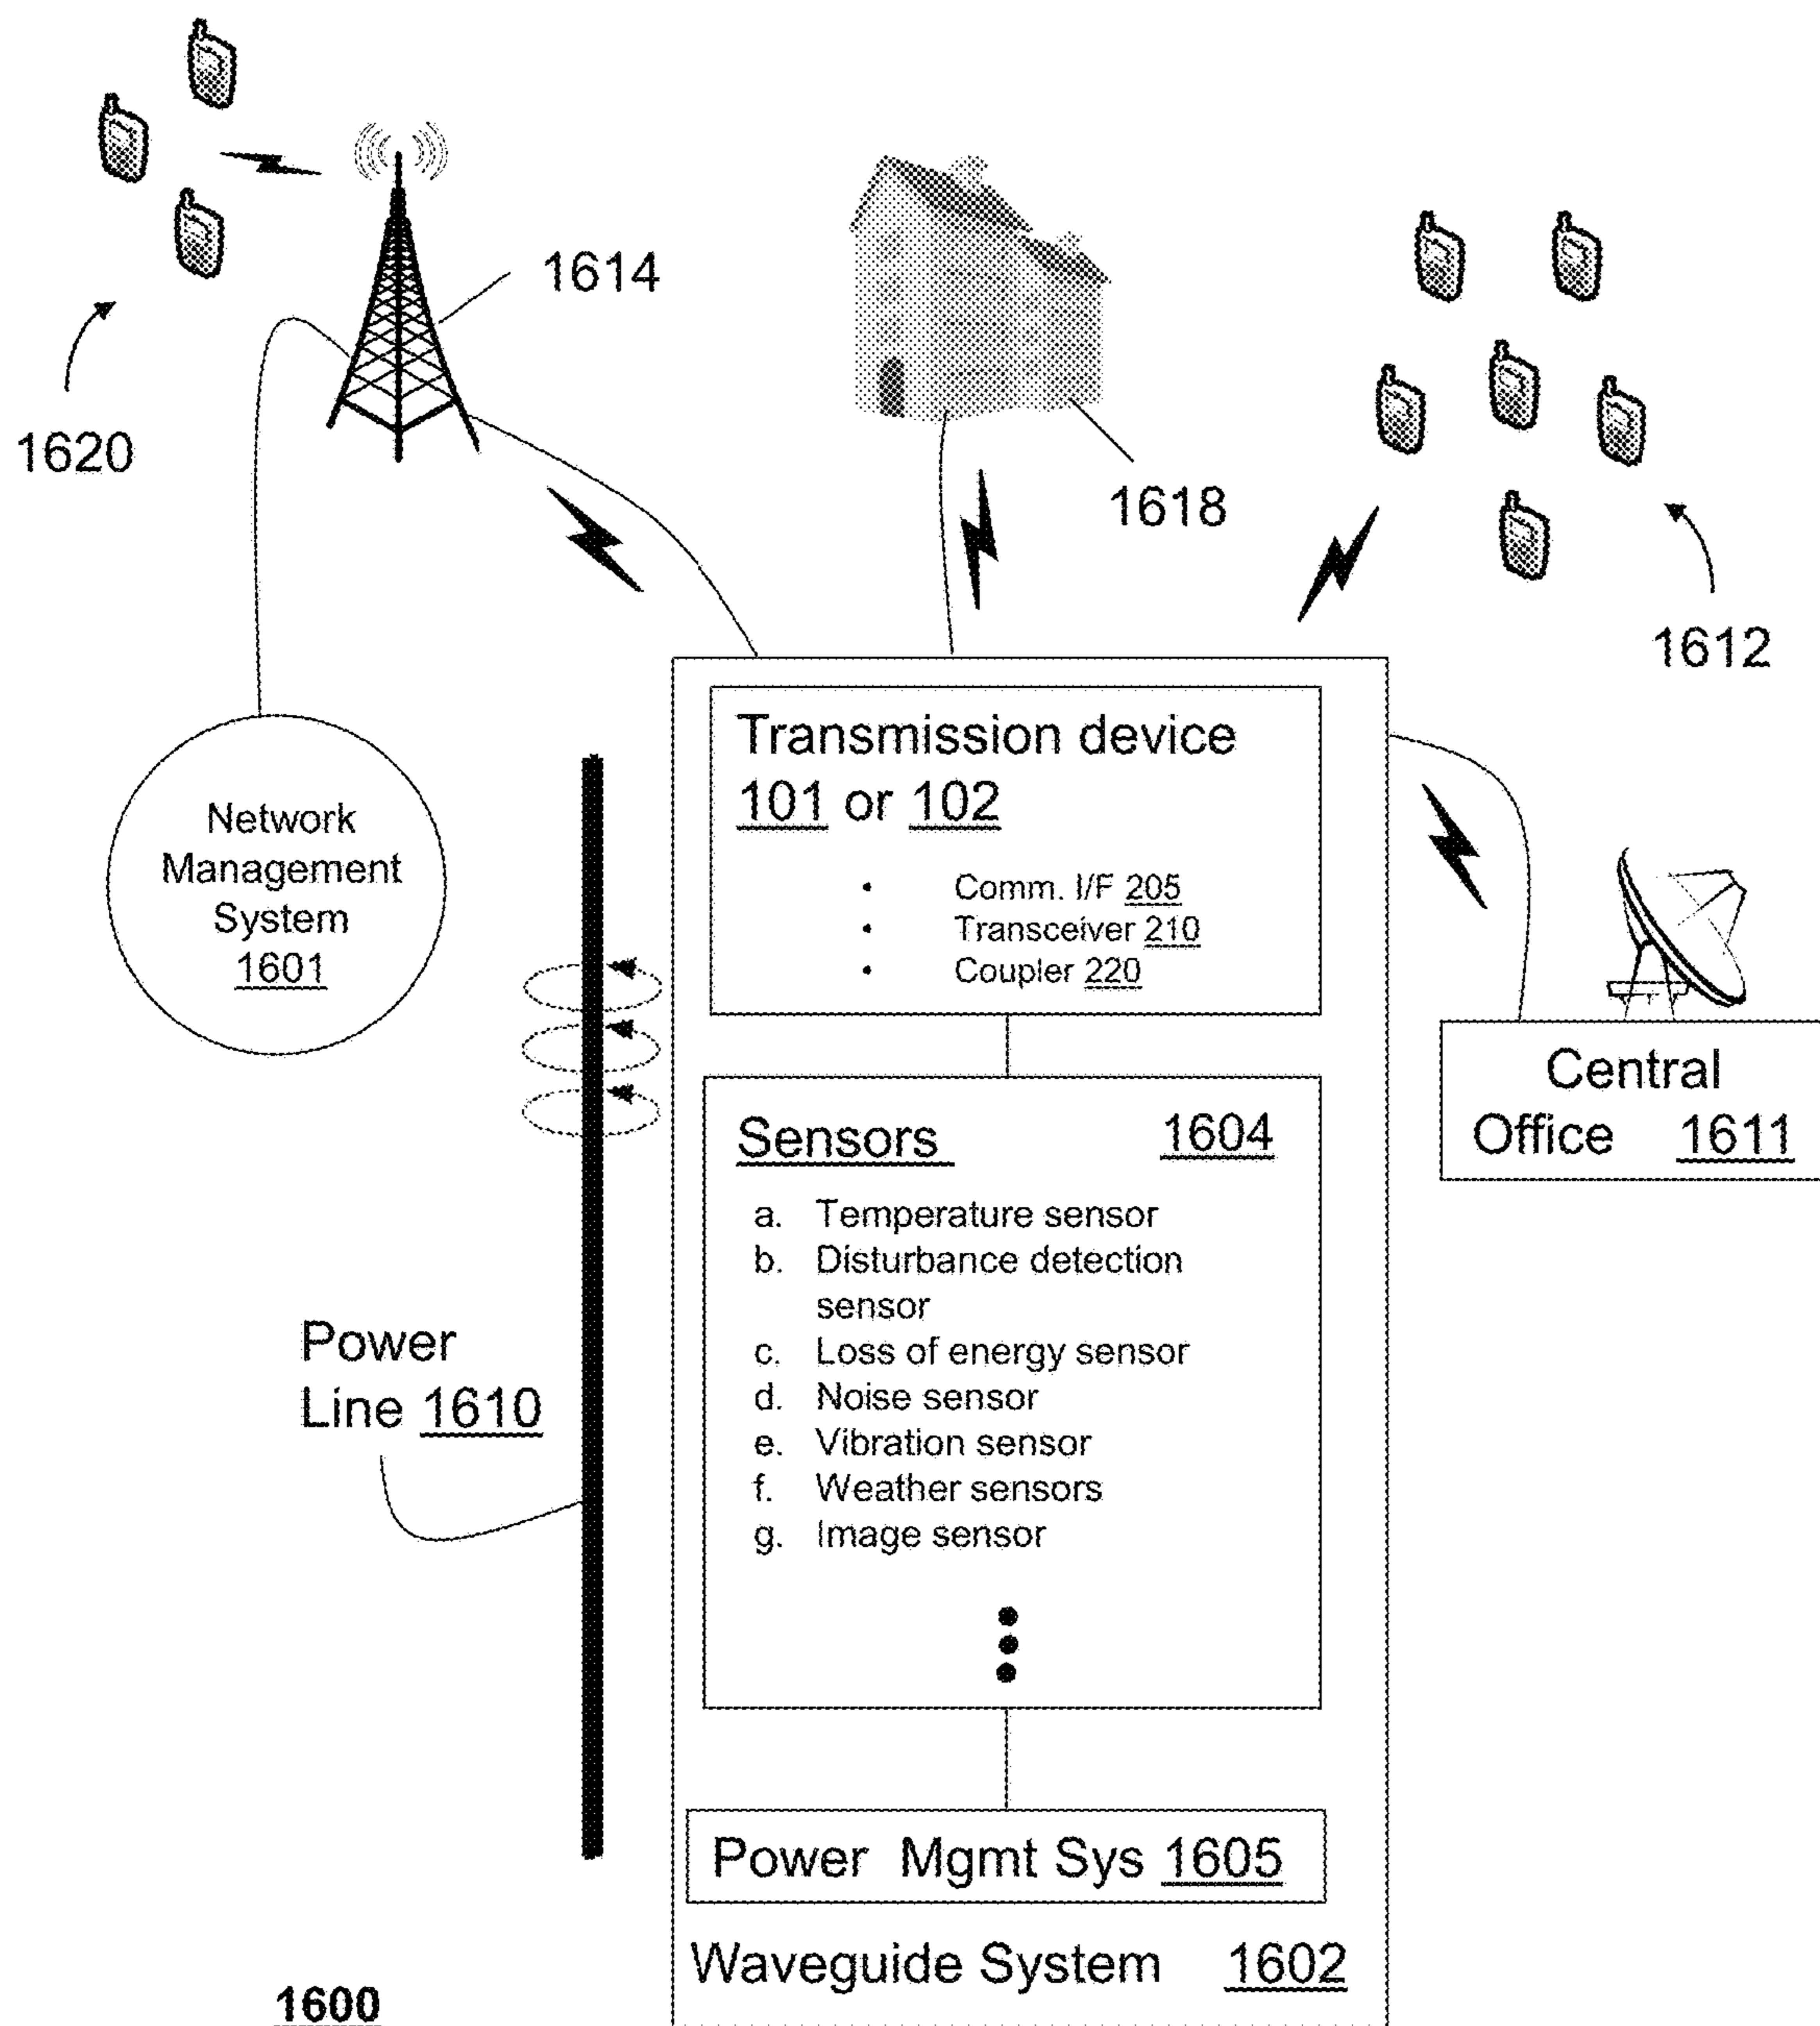 1614
1620
1618
1612
Transmission device
101 or 102
• Comm. I/F 205
• Transceiver 210
• Coupler 220
Network
Management
System
1601
Central
Office 1611
Sensors 1604
a. Temperature sensor
b. Disturbance detection
sensor
c. Loss of energy sensor
d. Noise sensor
e. Vibration sensor
f. Weather sensors
g. Image sensor
Power
Line 1610
Power Mgmt Sys 1605
Waveguide System 1602
1600